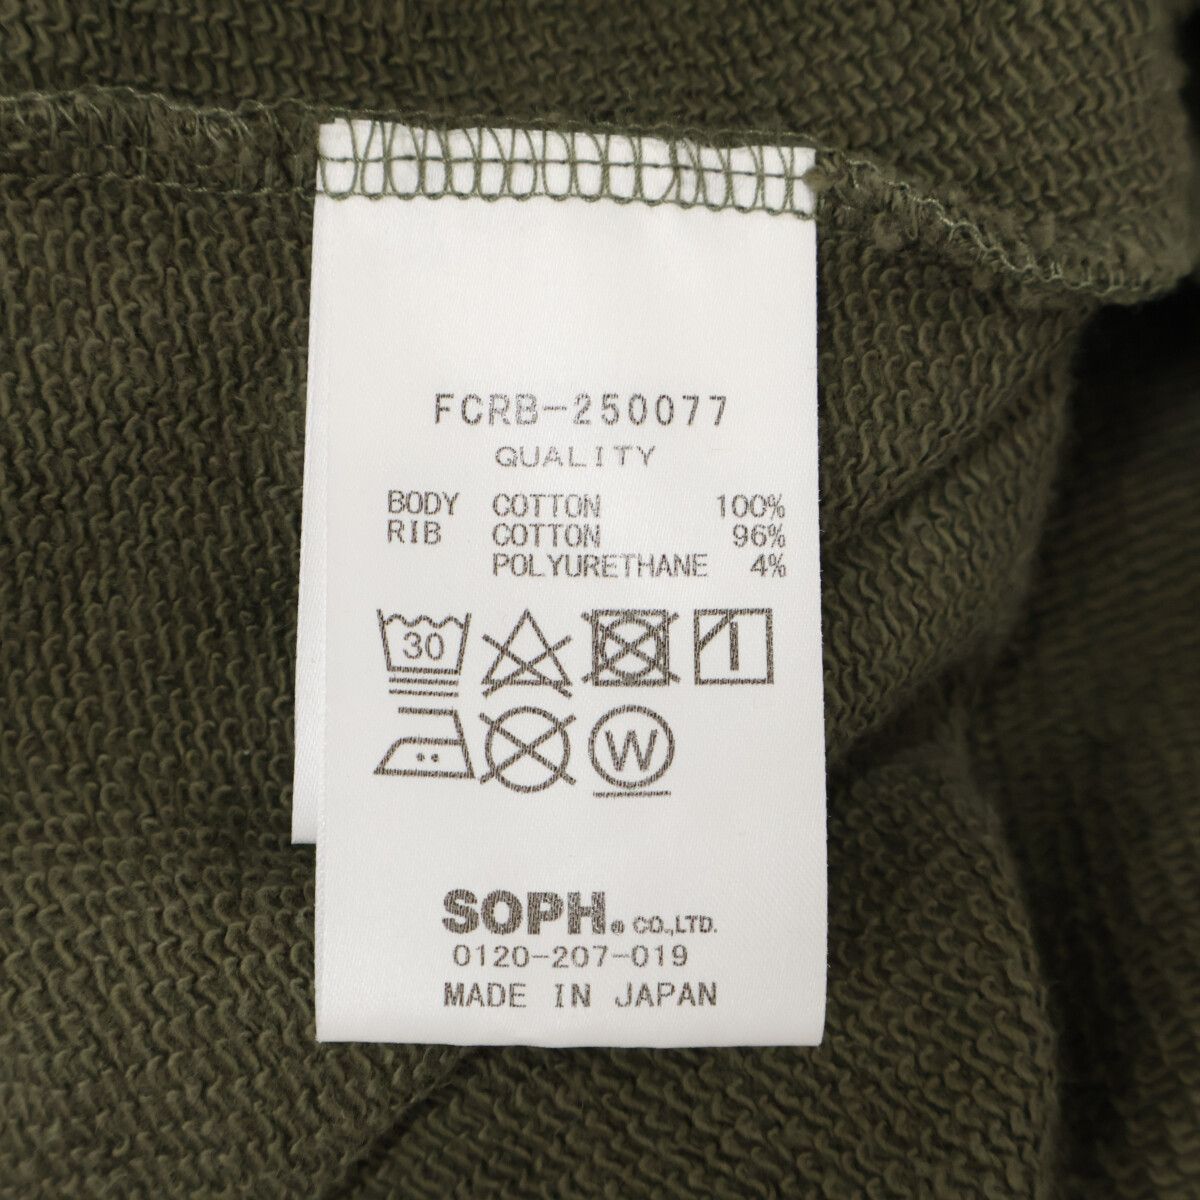 FCRB-250077
QUALITY
BODY COTTON 100%
RIB COTTON 96%
POLYURETHANE 4%
30
W
SOPH.® CO.,LTD.
0120-207-019
MADE IN JAPAN